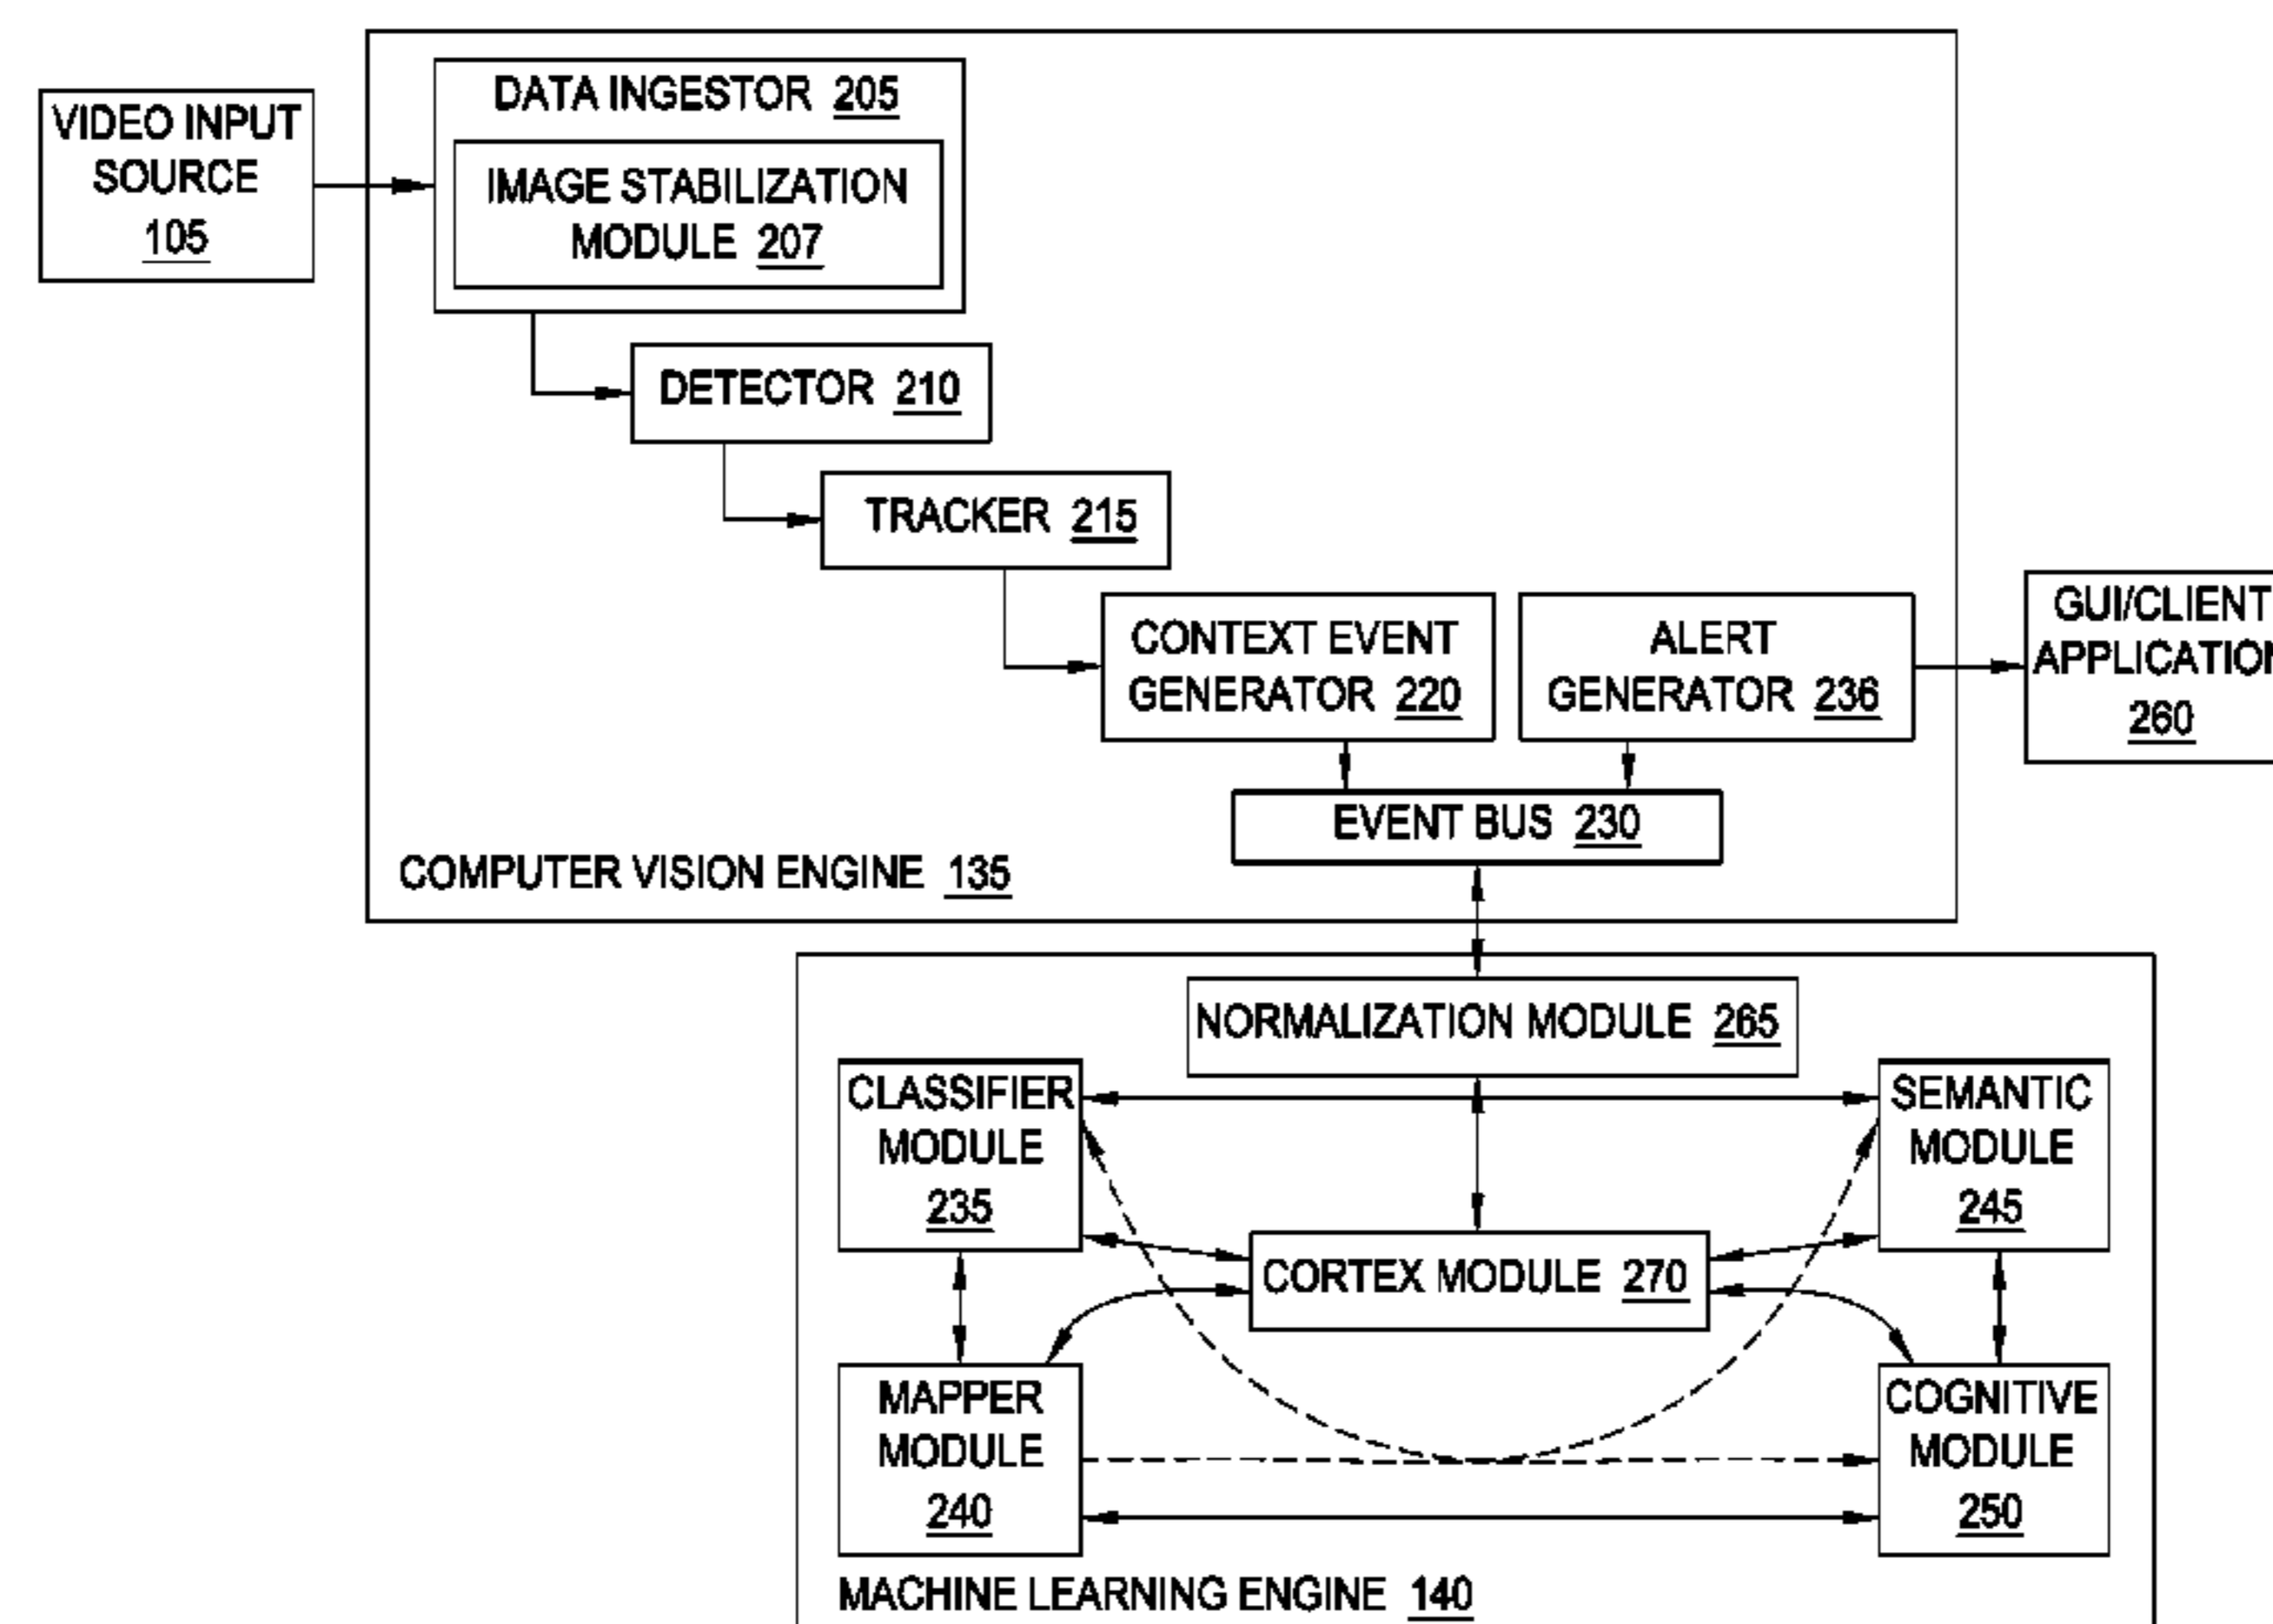 VIDEO INPUT
SOURCE
105
DATA INGESTOR 205
IMAGE STABILIZATION
MODULE 207
DETECTOR 210
TRACKER 215
CONTEXT EVENT
GENERATOR 220
ALERT
GENERATOR 236
GUI/CLIENT
APPLICATION
260
EVENT BUS 230
COMPUTER VISION ENGINE 135
NORMALIZATION MODULE 265
CLASSIFIER
MODULE
235
SEMANTIC
MODULE
245
CORTEX MODULE 270
MAPPER
MODULE
240
COGNITIVE
MODULE
250
MACHINE LEARNING ENGINE 140